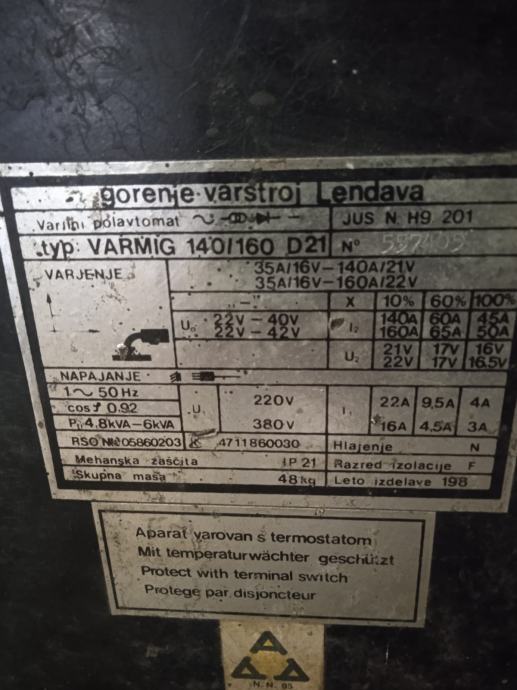 gorenje·varstroj Lendava
Varilni polavtomat JUS N. H9. 201
typ: VARMIG 140/160 D21 Nº
VARJENJE 35A/16V–140A/21V
35A/16V–160A/22V
X 10% 60% 100%
U₀ 22V – 40V I₂ 140A 60A 45A
22V – 42V 160A 65A 50A
U₂ 21V 17V 16V
22V 17V 16.5V
NAPAJANJE
1~ 50 Hz U₁ 220V I₁ 22A 9,5A 4A
cos φ 0.92
P₁ 4,8kVA–6kVA 380V 16A 4,5A 3A
RSO Nº 05860203 K 4711860030 Hlajenje N
Mehanska zaščita IP 21 Razred izolacije F
Skupna masa 48kg Leto izdelave 198
Aparat varovan s termostatom
Mit temperaturwächter geschützt
Protect with terminal switch
Protege par disjoncteur
N.N. 85